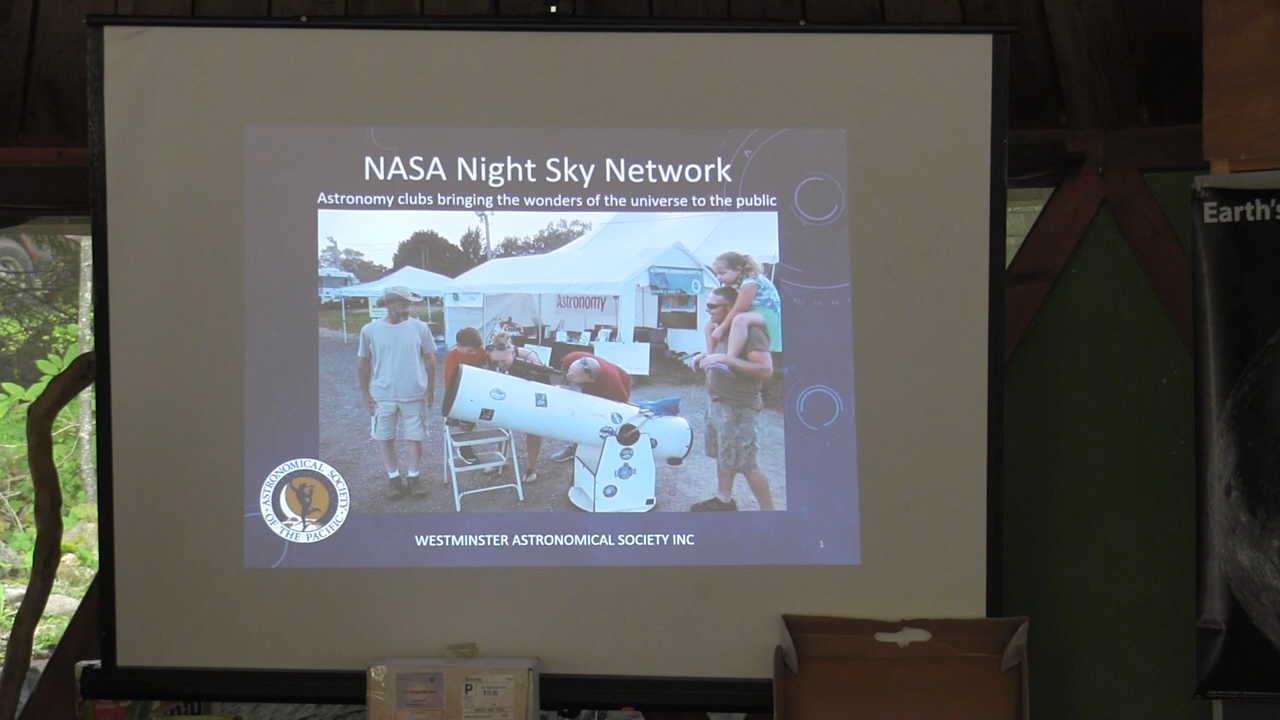 NASA Night Sky Network
Astronomy clubs bringing the wonders of the universe to the public
Astronomy
ASTRONOMICAL SOCIETY
OF THE PACIFIC
WESTMINSTER ASTRONOMICAL SOCIETY INC
1
Earth's
P